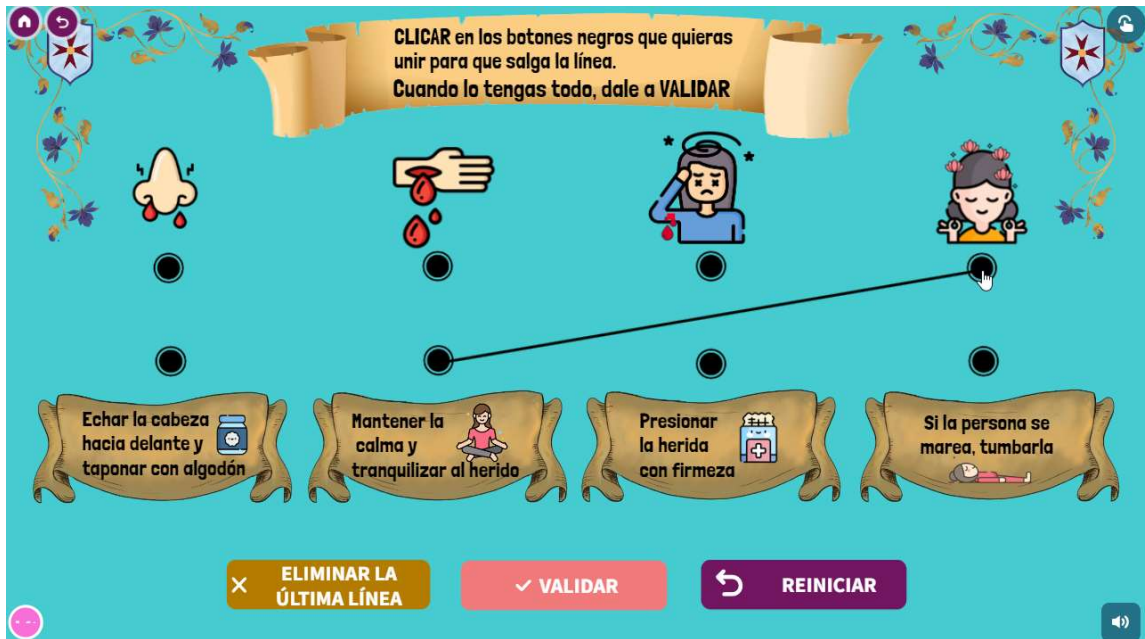 CLICAR en los botones negros que quieras
unir para que salga la línea.
Cuando lo tengas todo, dale a VALIDAR
Echar la cabeza
hacia delante y
taponar con algodón
Mantener la
calma y
tranquilizar al herido
Presionar
la herida
con firmeza
Si la persona se
marea, tumbarla
ELIMINAR LA
ÚLTIMA LÍNEA
VALIDAR
REINICIAR